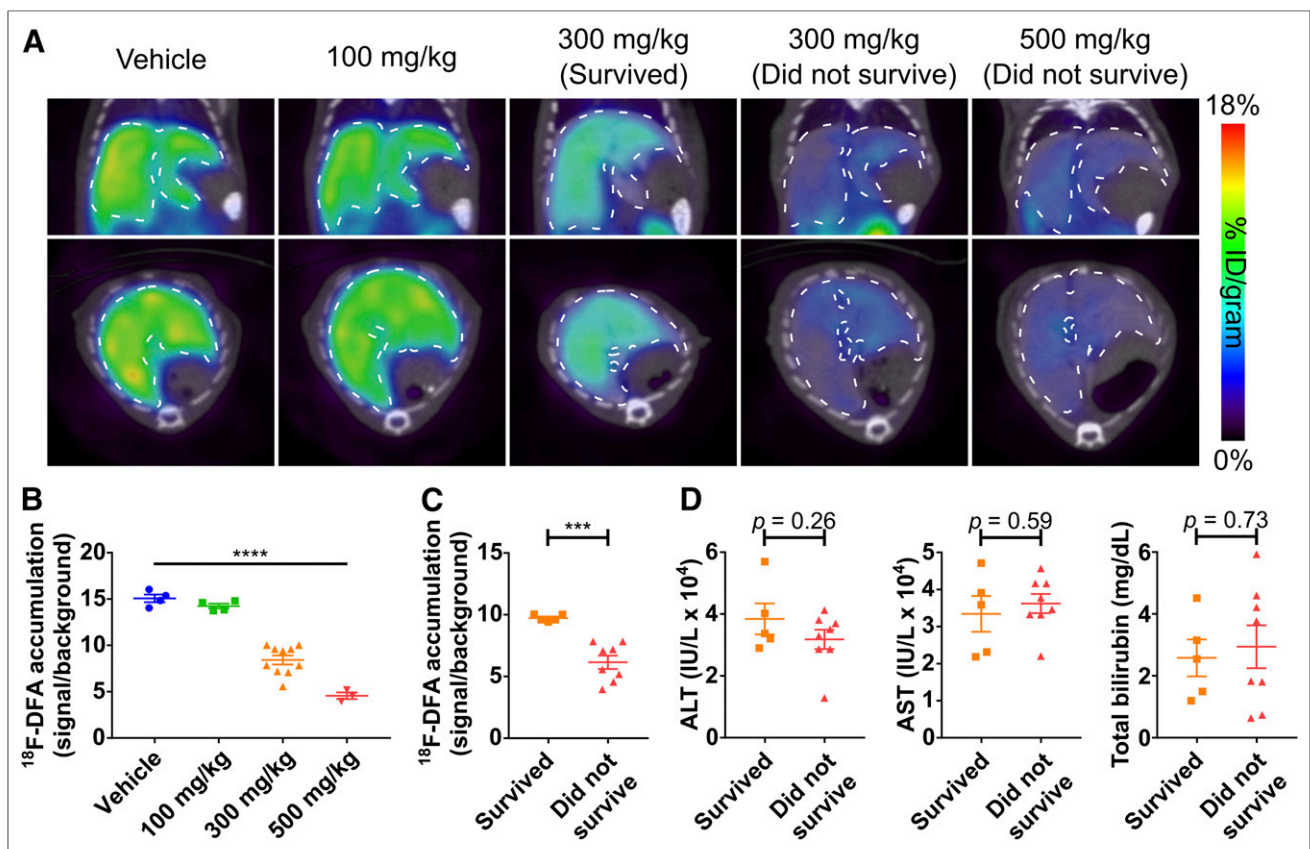 A
Vehicle
100 mg/kg
300 mg/kg
(Survived)
300 mg/kg
(Did not survive)
500 mg/kg
(Did not survive)
18%
% ID/gram
0%
B
¹⁸F-DFA accumulation
(signal/background)
20
15
10
5
0
****
Vehicle
100 mg/kg
300 mg/kg
500 mg/kg
C
¹⁸F-DFA accumulation
(signal/background)
15
10
5
0
***
Survived
Did not
survive
D
p = 0.26
ALT (IU/L x 10⁴)
6
4
2
0
Survived
Did not
survive
p = 0.59
AST (IU/L x 10⁴)
5
4
3
2
1
0
Survived
Did not
survive
p = 0.73
Total bilirubin (mg/dL)
6
4
2
0
Survived
Did not
survive